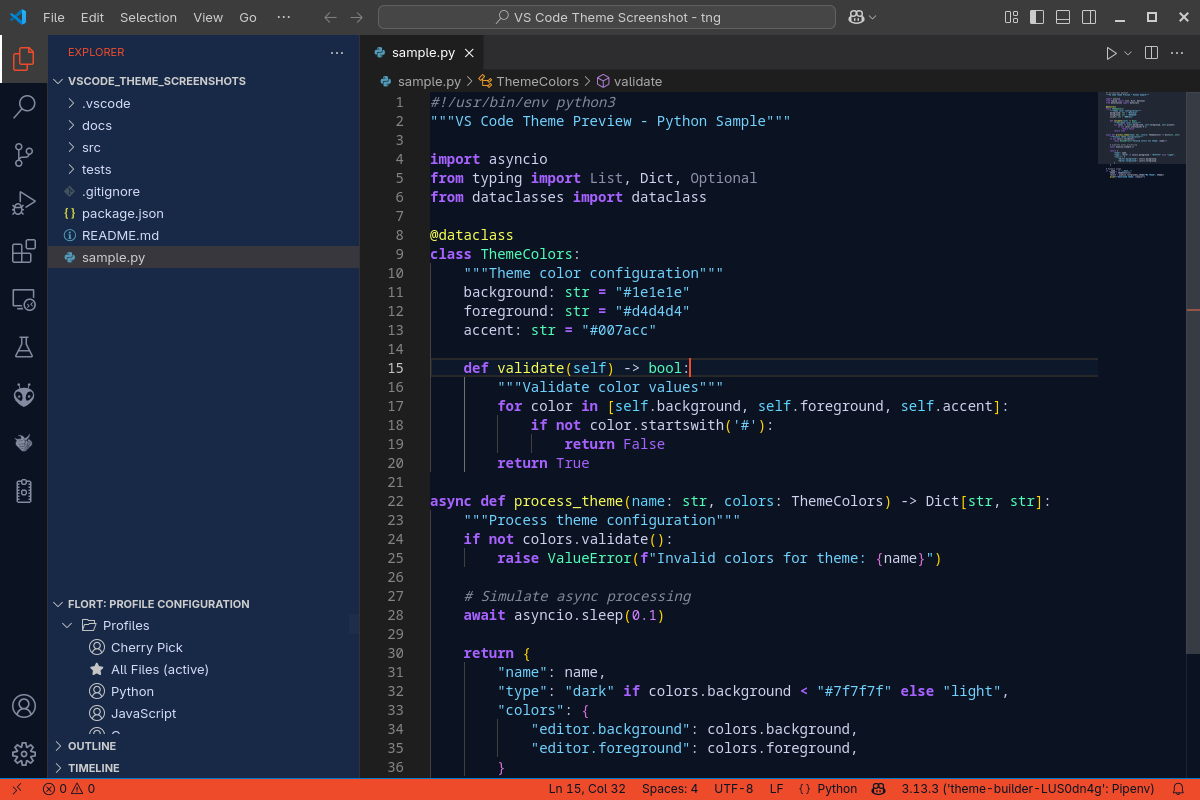 File Edit Selection View Go ··· VS Code Theme Screenshot - tng
EXPLORER
VSCODE_THEME_SCREENSHOTS
.vscode
docs
src
tests
.gitignore
package.json
README.md
sample.py
FLORT: PROFILE CONFIGURATION
Profiles
Cherry Pick
All Files (active)
Python
JavaScript
OUTLINE
TIMELINE
sample.py
sample.py > ThemeColors > validate
1 #!/usr/bin/env python3
2 """VS Code Theme Preview - Python Sample"""
3
4 import asyncio
5 from typing import List, Dict, Optional
6 from dataclasses import dataclass
7
8 @dataclass
9 class ThemeColors:
10 """Theme color configuration"""
11 background: str = "#1e1e1e"
12 foreground: str = "#d4d4d4"
13 accent: str = "#007acc"
14
15 def validate(self) -> bool:
16 """Validate color values"""
17 for color in [self.background, self.foreground, self.accent]:
18 if not color.startswith('#'):
19 return False
20 return True
21
22 async def process_theme(name: str, colors: ThemeColors) -> Dict[str, str]:
23 """Process theme configuration"""
24 if not colors.validate():
25 raise ValueError(f"Invalid colors for theme: {name}")
26
27 # Simulate async processing
28 await asyncio.sleep(0.1)
29
30 return {
31 "name": name,
32 "type": "dark" if colors.background < "#7f7f7f" else "light",
33 "colors": {
34 "editor.background": colors.background,
35 "editor.foreground": colors.foreground,
36 }
0 0 Ln 15, Col 32 Spaces: 4 UTF-8 LF {} Python 3.13.3 ('theme-builder-LUS0dn4g': Pipenv)